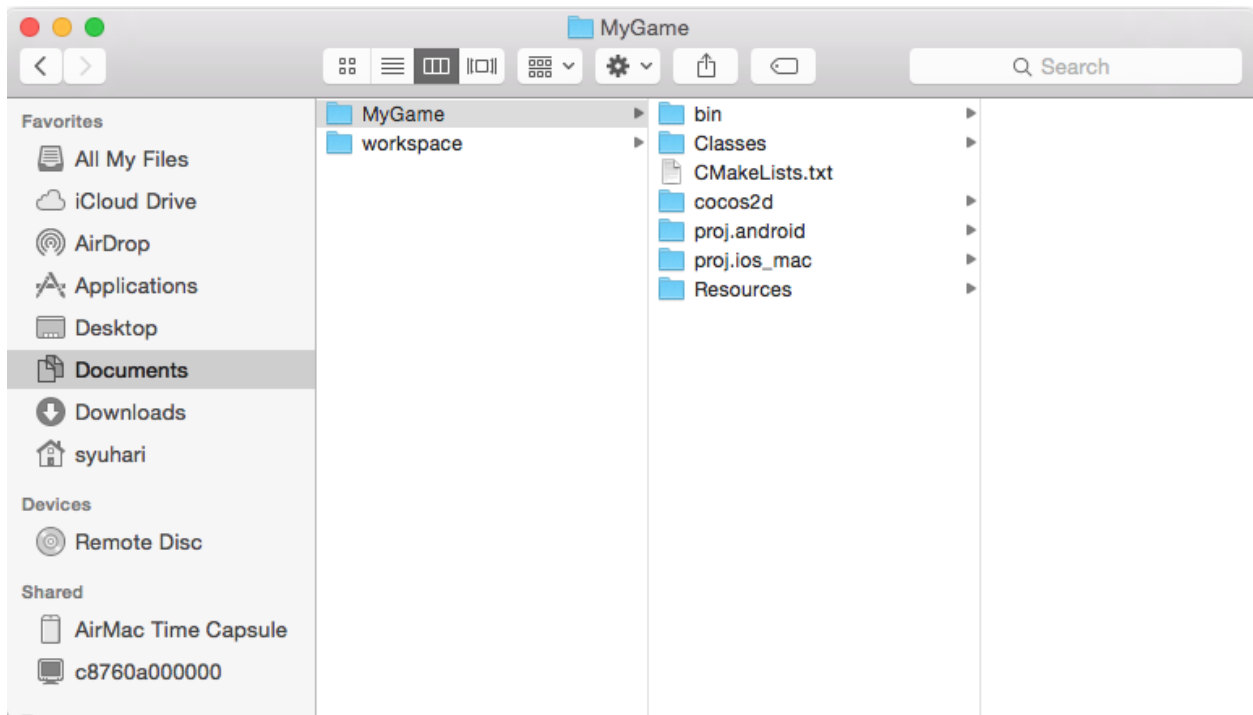 MyGame
Search
Favorites
All My Files
iCloud Drive
AirDrop
Applications
Desktop
Documents
Downloads
syuhari
Devices
Remote Disc
Shared
AirMac Time Capsule
c8760a000000
MyGame
workspace
bin
Classes
CMakeLists.txt
cocos2d
proj.android
proj.ios_mac
Resources